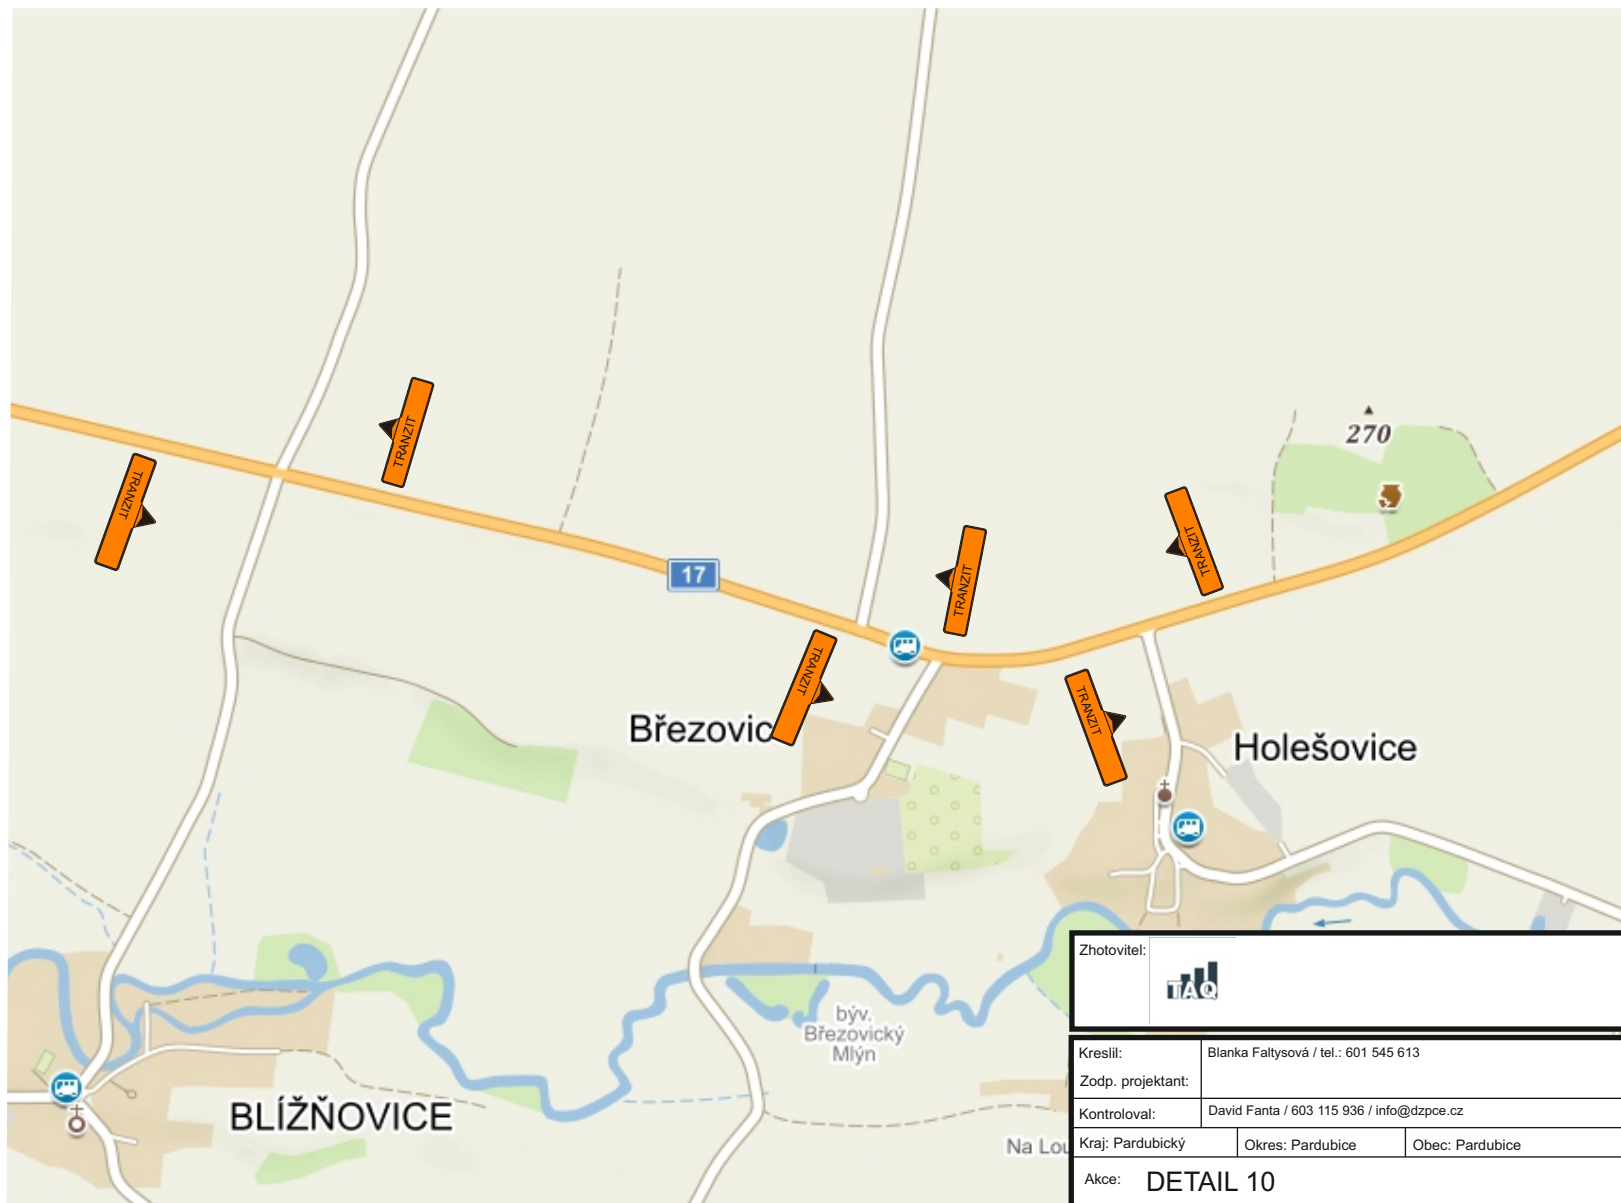 270
TRANZIT
TRANZIT
TRANZIT
TRANZIT
17
TRANZIT
TRANZIT
Březovic
Holešovice
býv.
Březovický
Mlýn
BLÍŽŇOVICE
Na Lou
Zhotovitel:
TAQ
Kreslil: Blanka Faltysová / tel.: 601 545 613
Zodp. projektant:
Kontroloval: David Fanta / 603 115 936 / info@dzpce.cz
Kraj: Pardubický Okres: Pardubice Obec: Pardubice
Akce: DETAIL 10